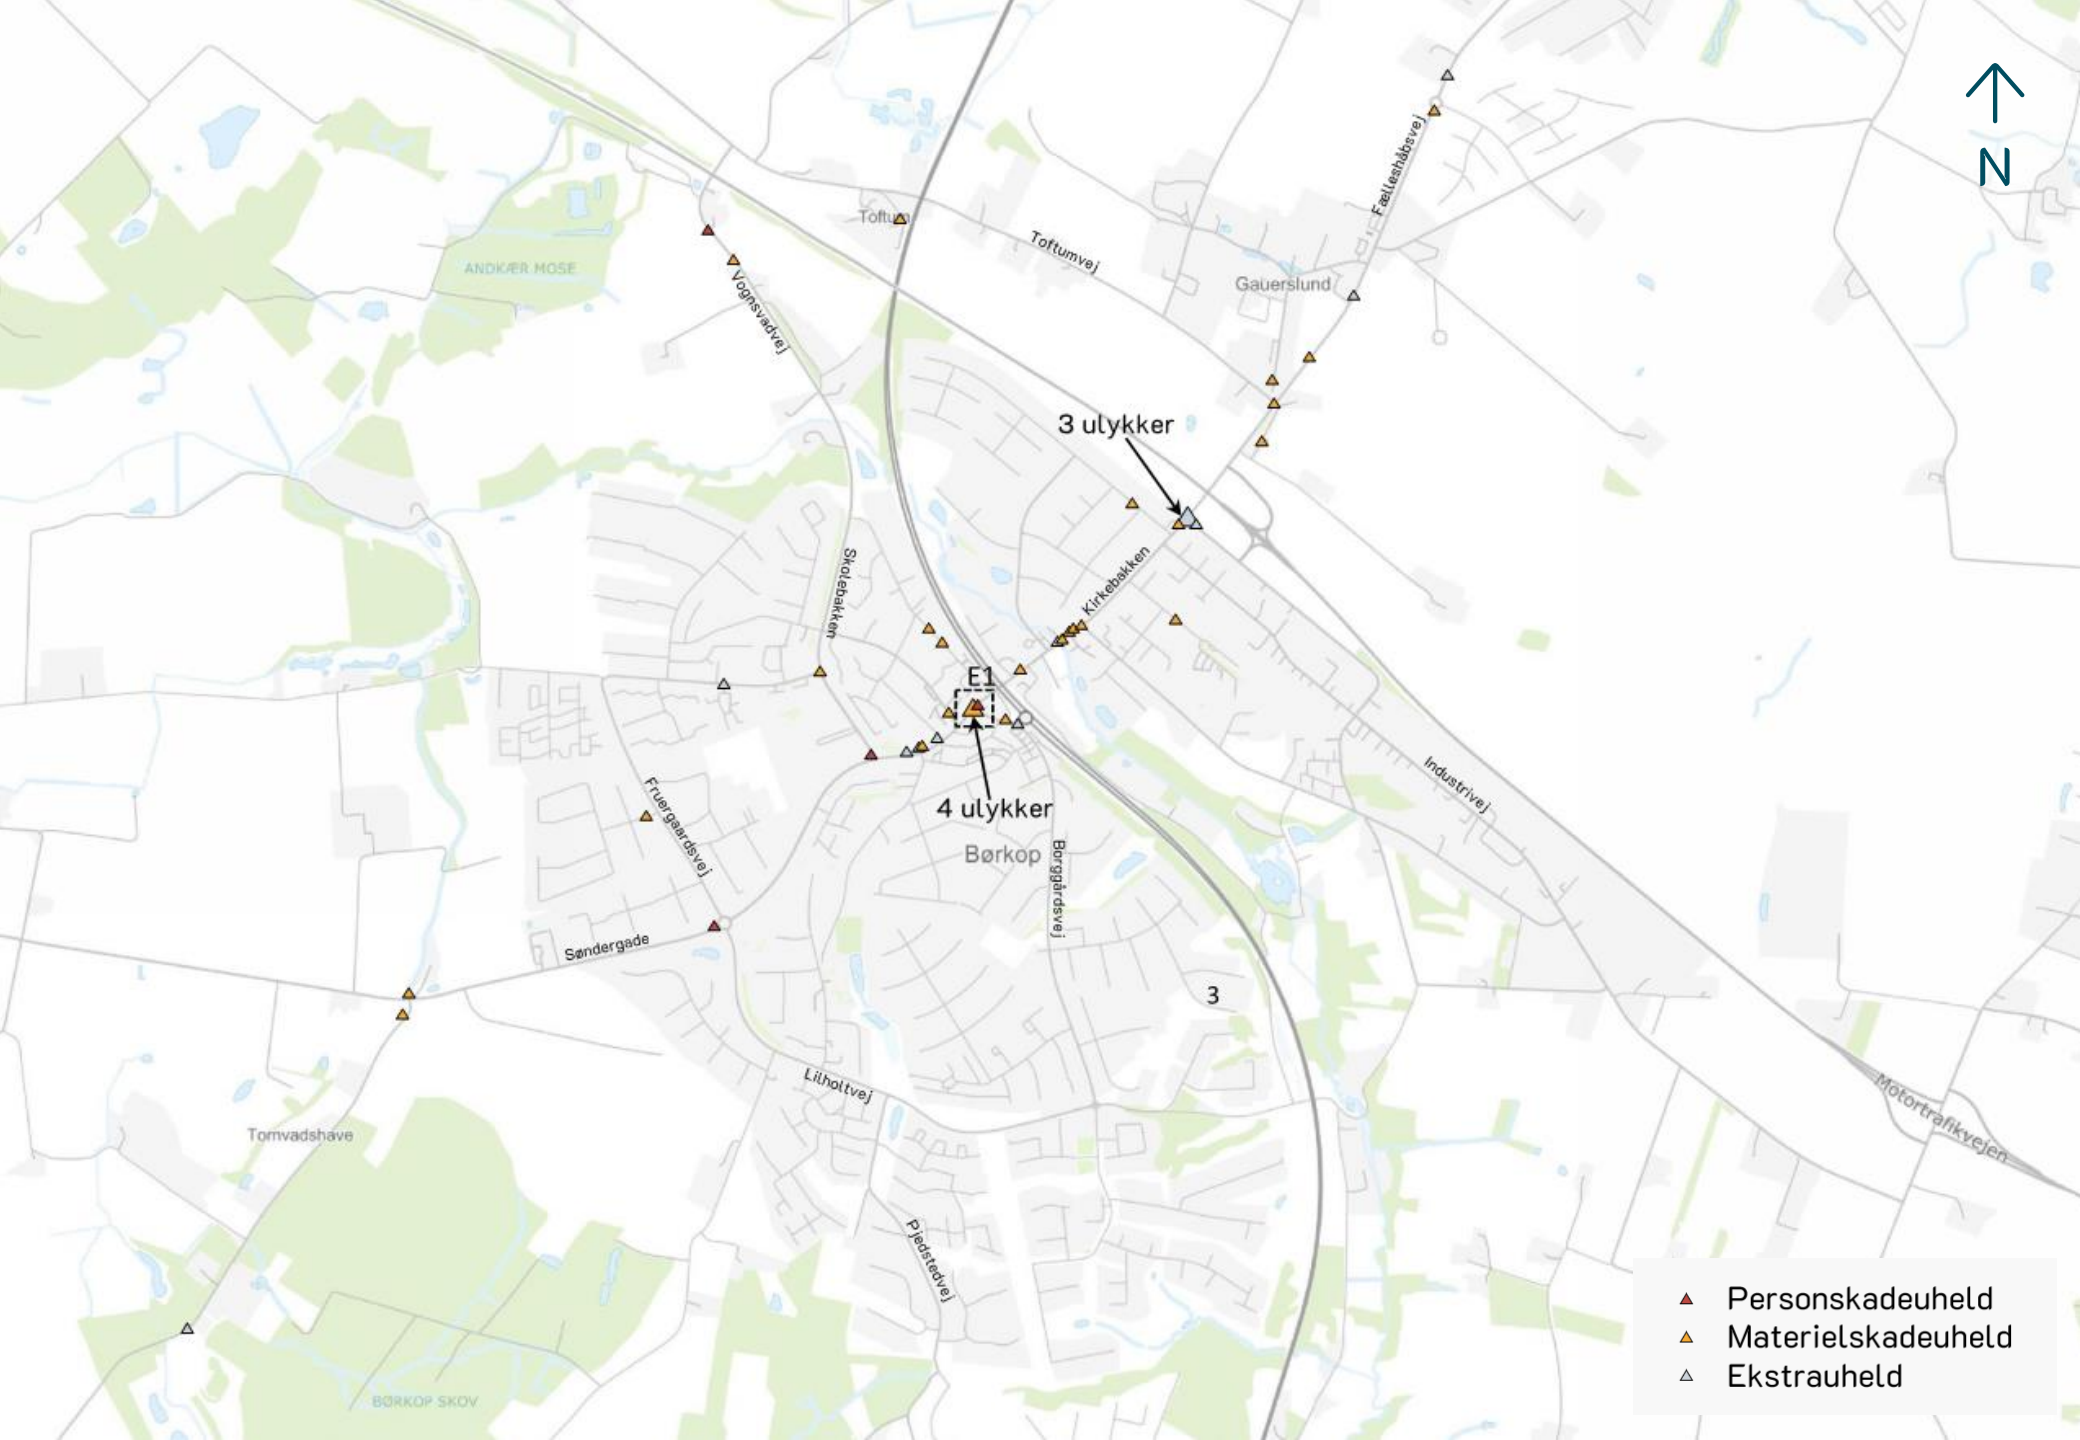 N
Fælleshåbsvej
Toftum
Toftumvej
ANDKÆR MOSE
Vognsvadvej
Gauerslund
3 ulykker
Skolebakken
Kirkebakken
E1
Industrivej
Fruergaardsvej
4 ulykker
Børkop
Borggårdsvej
Søndergade
3
Lilholtvej
Motortrafikvejen
Tornvadshave
Pjedstedvej
BØRKOP SKOV
Personskadeuheld
Materielskadeuheld
Ekstrauheld